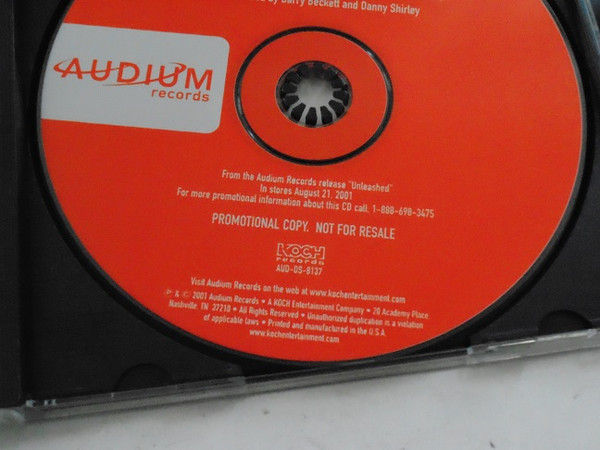 by Barry Beckett and Danny Shirley
AUDIUM
records
From the Audium Records release "Unleashed"
In stores August 21, 2001
For more promotional information about this CD call: 1-888-698-3475
PROMOTIONAL COPY. NOT FOR RESALE
KOCH
records
AUD-DS-8137
Visit Audium Records on the web at www.kochentertainment.com
℗ & © 2001 Audium Records • A KOCH Entertainment Company • 20 Academy Place
Nashville, TN 37210 • All Rights Reserved • Unauthorized duplication is a violation
of applicable laws • Printed and manufactured in the U.S.A.
www.kochentertainment.com